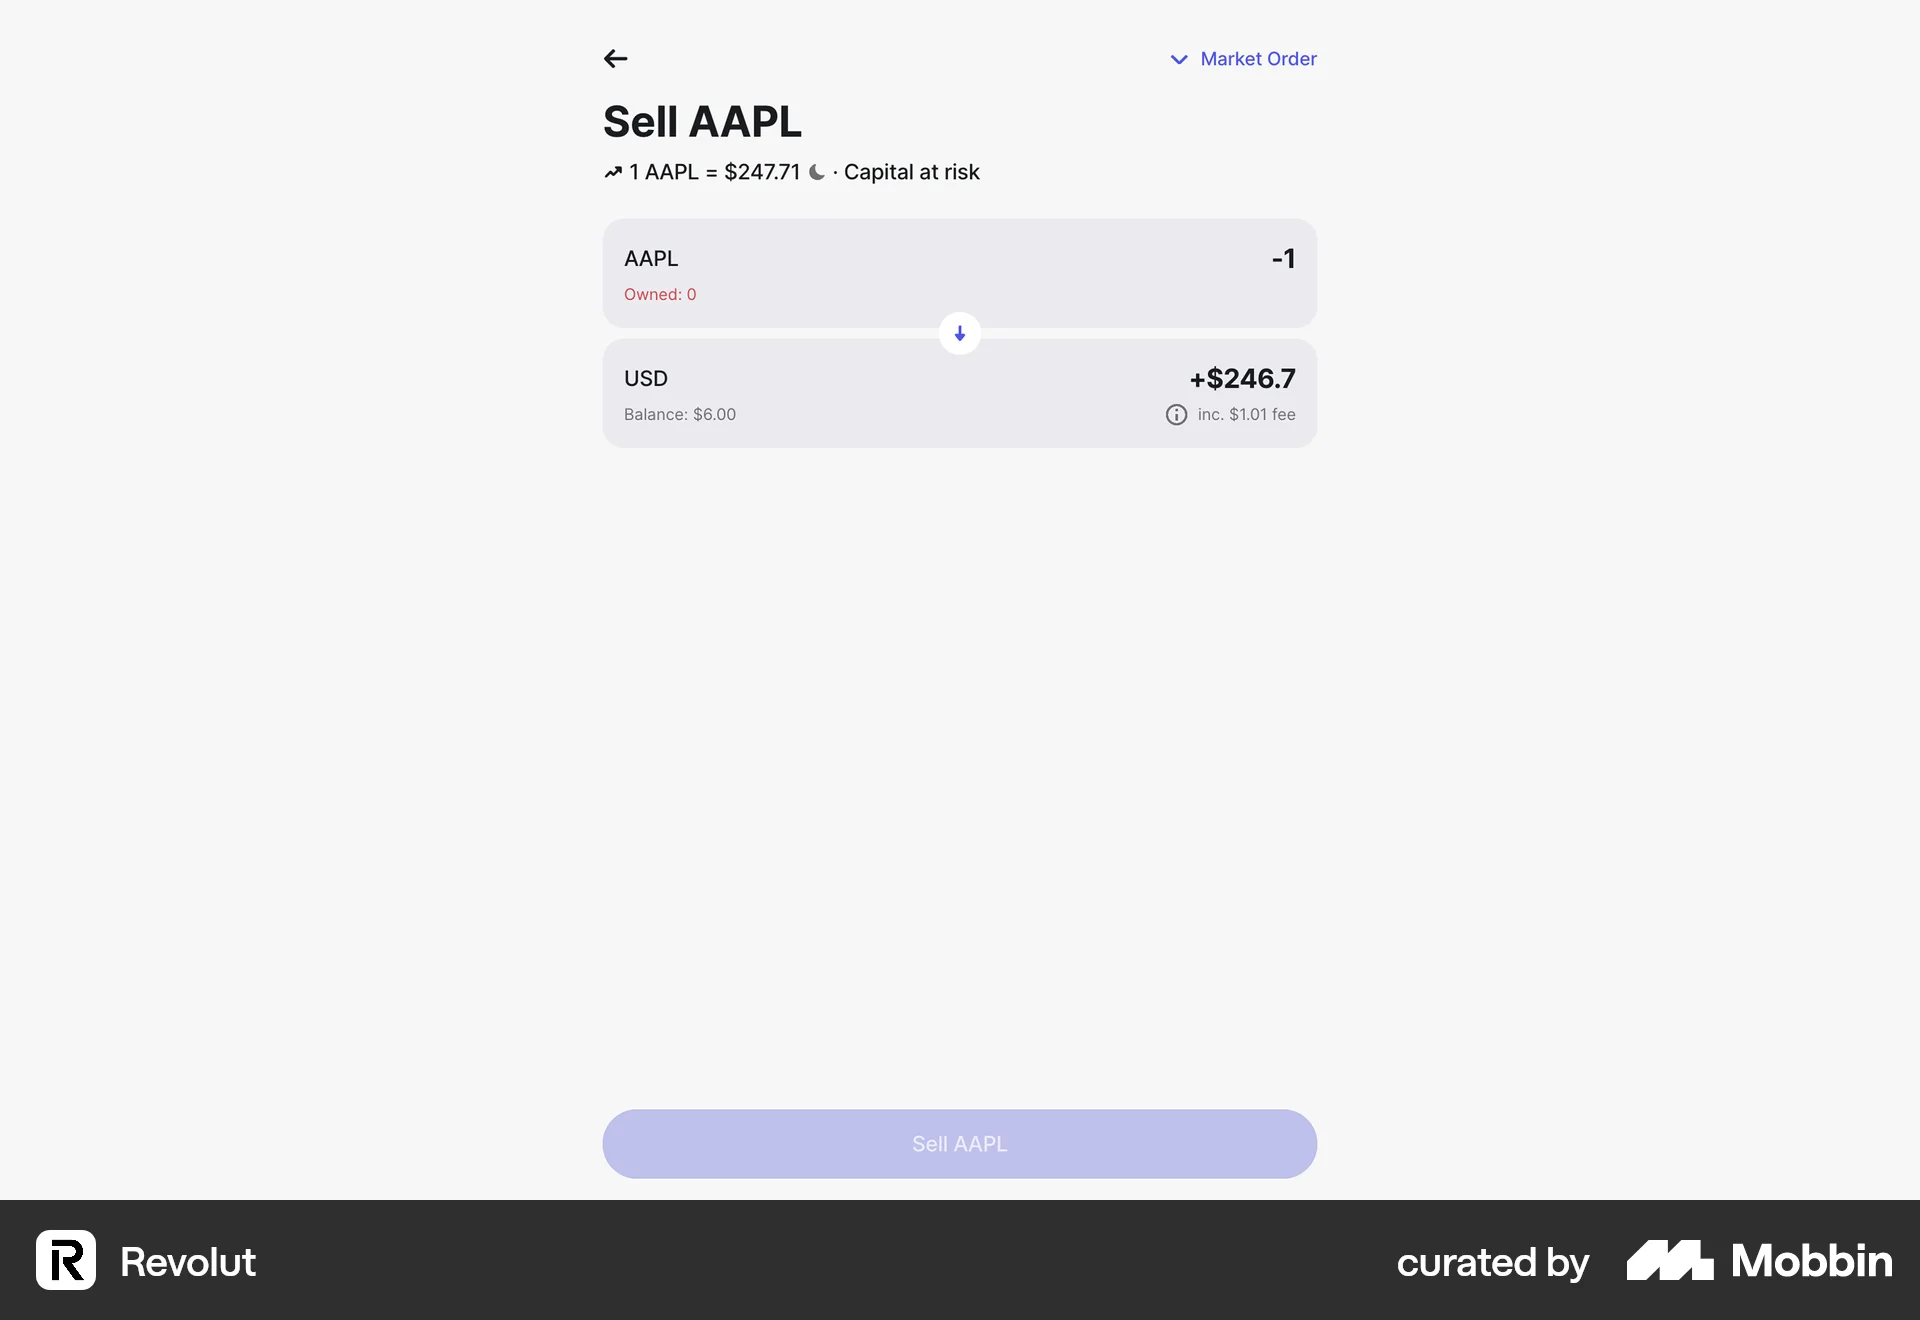 Market Order
Sell AAPL
1 AAPL = $247.71 · Capital at risk
AAPL
-1
Owned: 0
USD
+$246.7
Balance: $6.00
inc. $1.01 fee
Sell AAPL
Revolut
curated by Mobbin